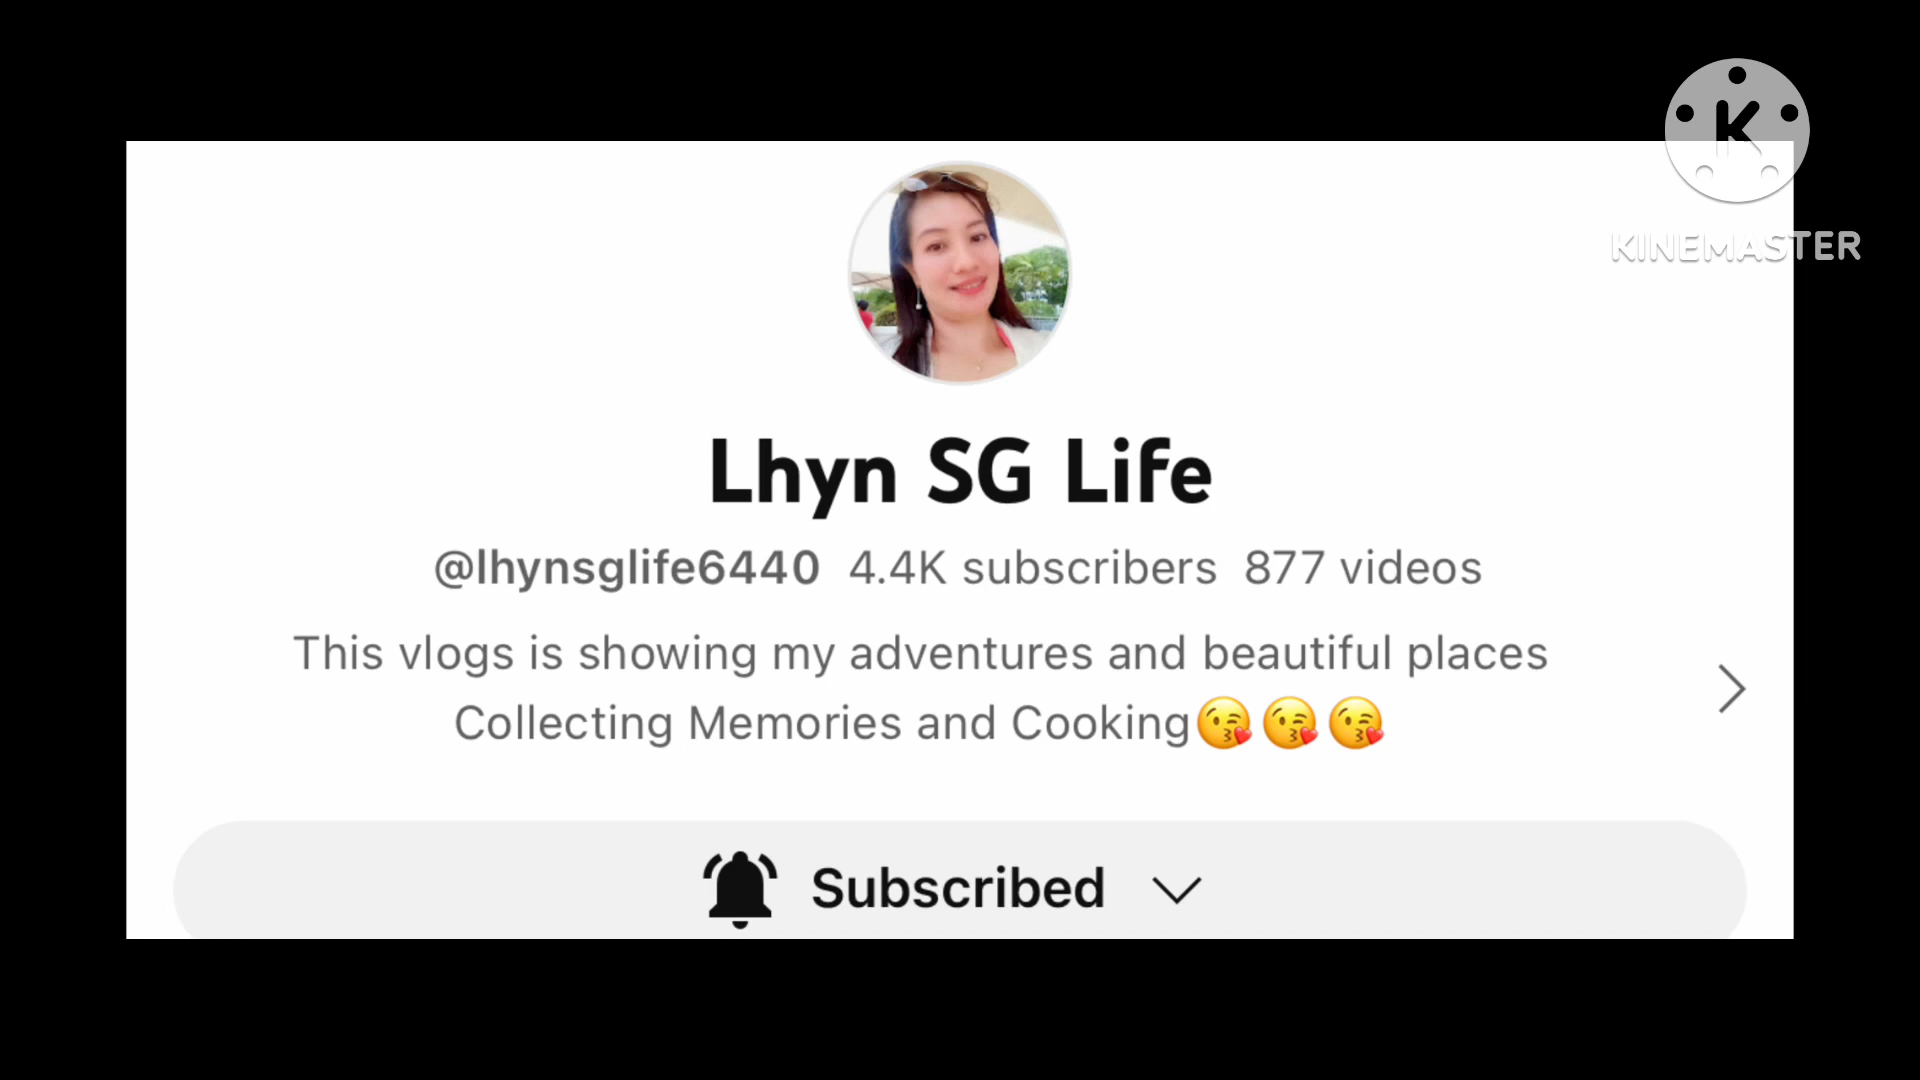 K
KINEMASTER
Lhyn SG Life
@lhynsglife6440 4.4K subscribers 877 videos
This vlogs is showing my adventures and beautiful places
Collecting Memories and Cooking😘😘😘
Subscribed